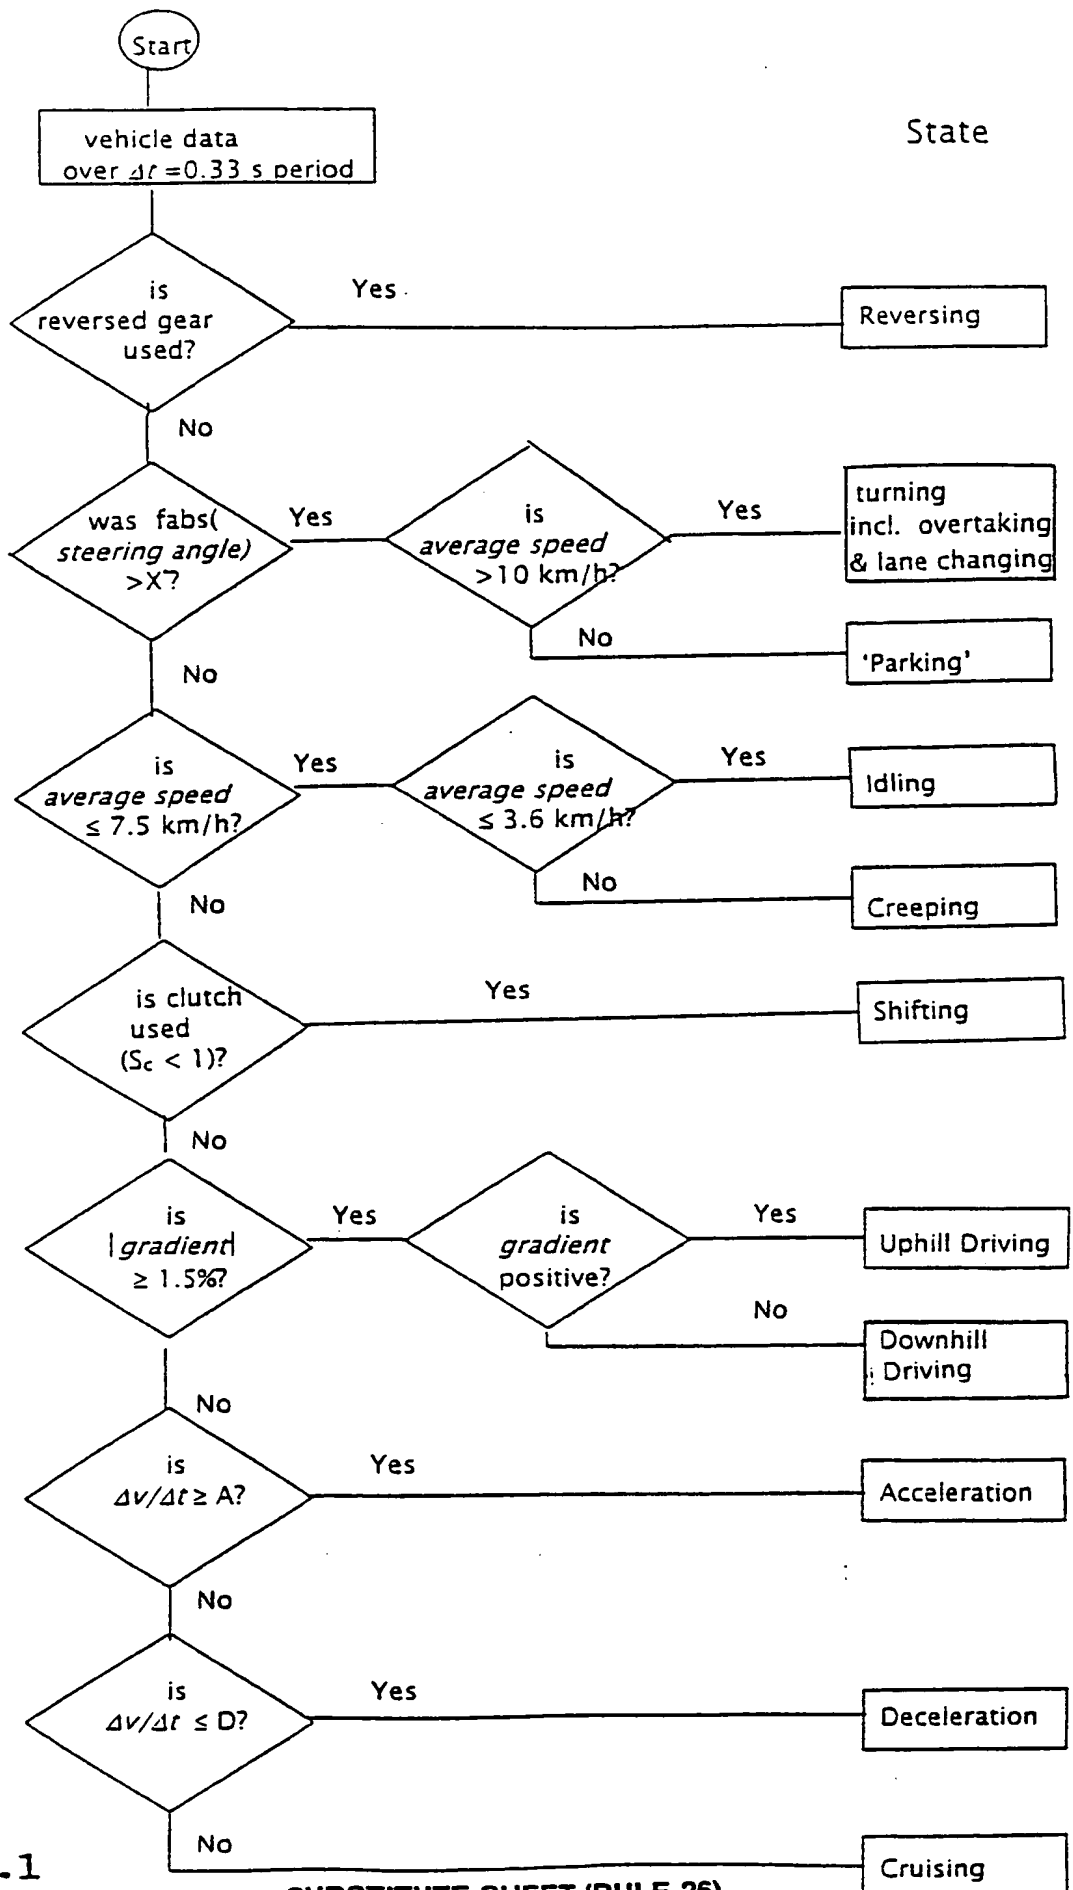 Start
vehicle data
over Δt =0.33 s period
State
is
reversed gear
used?
Yes
Reversing
No
was fabs(
steering angle)
>X?
Yes
is
average speed
>10 km/h?
Yes
turning
incl. overtaking
& lane changing
No
'Parking'
No
is
average speed
≤ 7.5 km/h?
Yes
is
average speed
≤ 3.6 km/h?
Yes
Idling
No
Creeping
No
is clutch
used
(Sc < 1)?
Yes
Shifting
No
is
|gradient|
≥ 1.5%?
Yes
is
gradient
positive?
Yes
Uphill Driving
No
Downhill
Driving
No
is
Δv/Δt ≥ A?
Yes
Acceleration
No
is
Δv/Δt ≤ D?
Yes
Deceleration
No
Cruising
.1